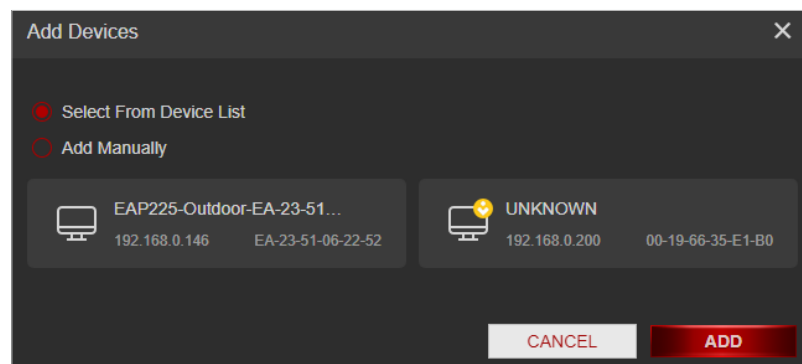 Add Devices
Select From Device List
Add Manually
EAP225-Outdoor-EA-23-51...
192.168.0.146 EA-23-51-06-22-52
UNKNOWN
192.168.0.200 00-19-66-35-E1-B0
CANCEL ADD